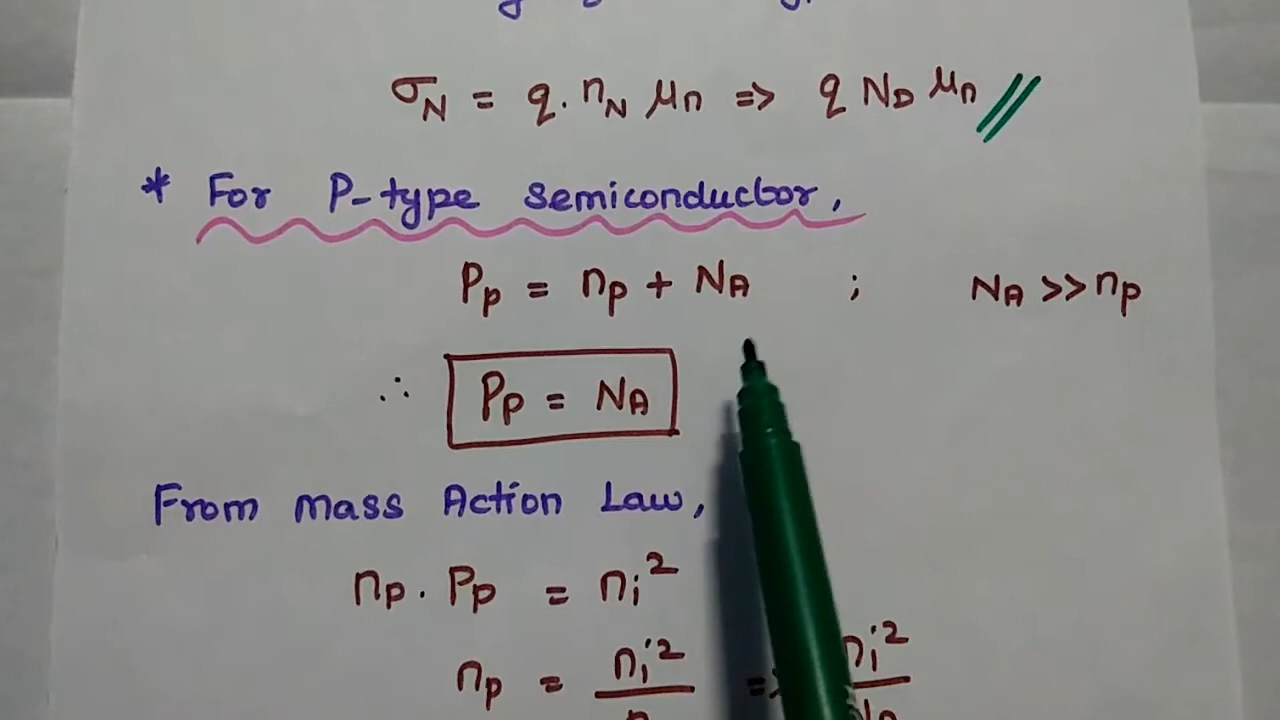 σN = q. nN μn => q ND μn
* For P-type semiconductor,
Pp = np + NA ; NA >> np
∴ Pp = NA
From Mass Action Law,
np. Pp = ni²
np = ni² => ni²